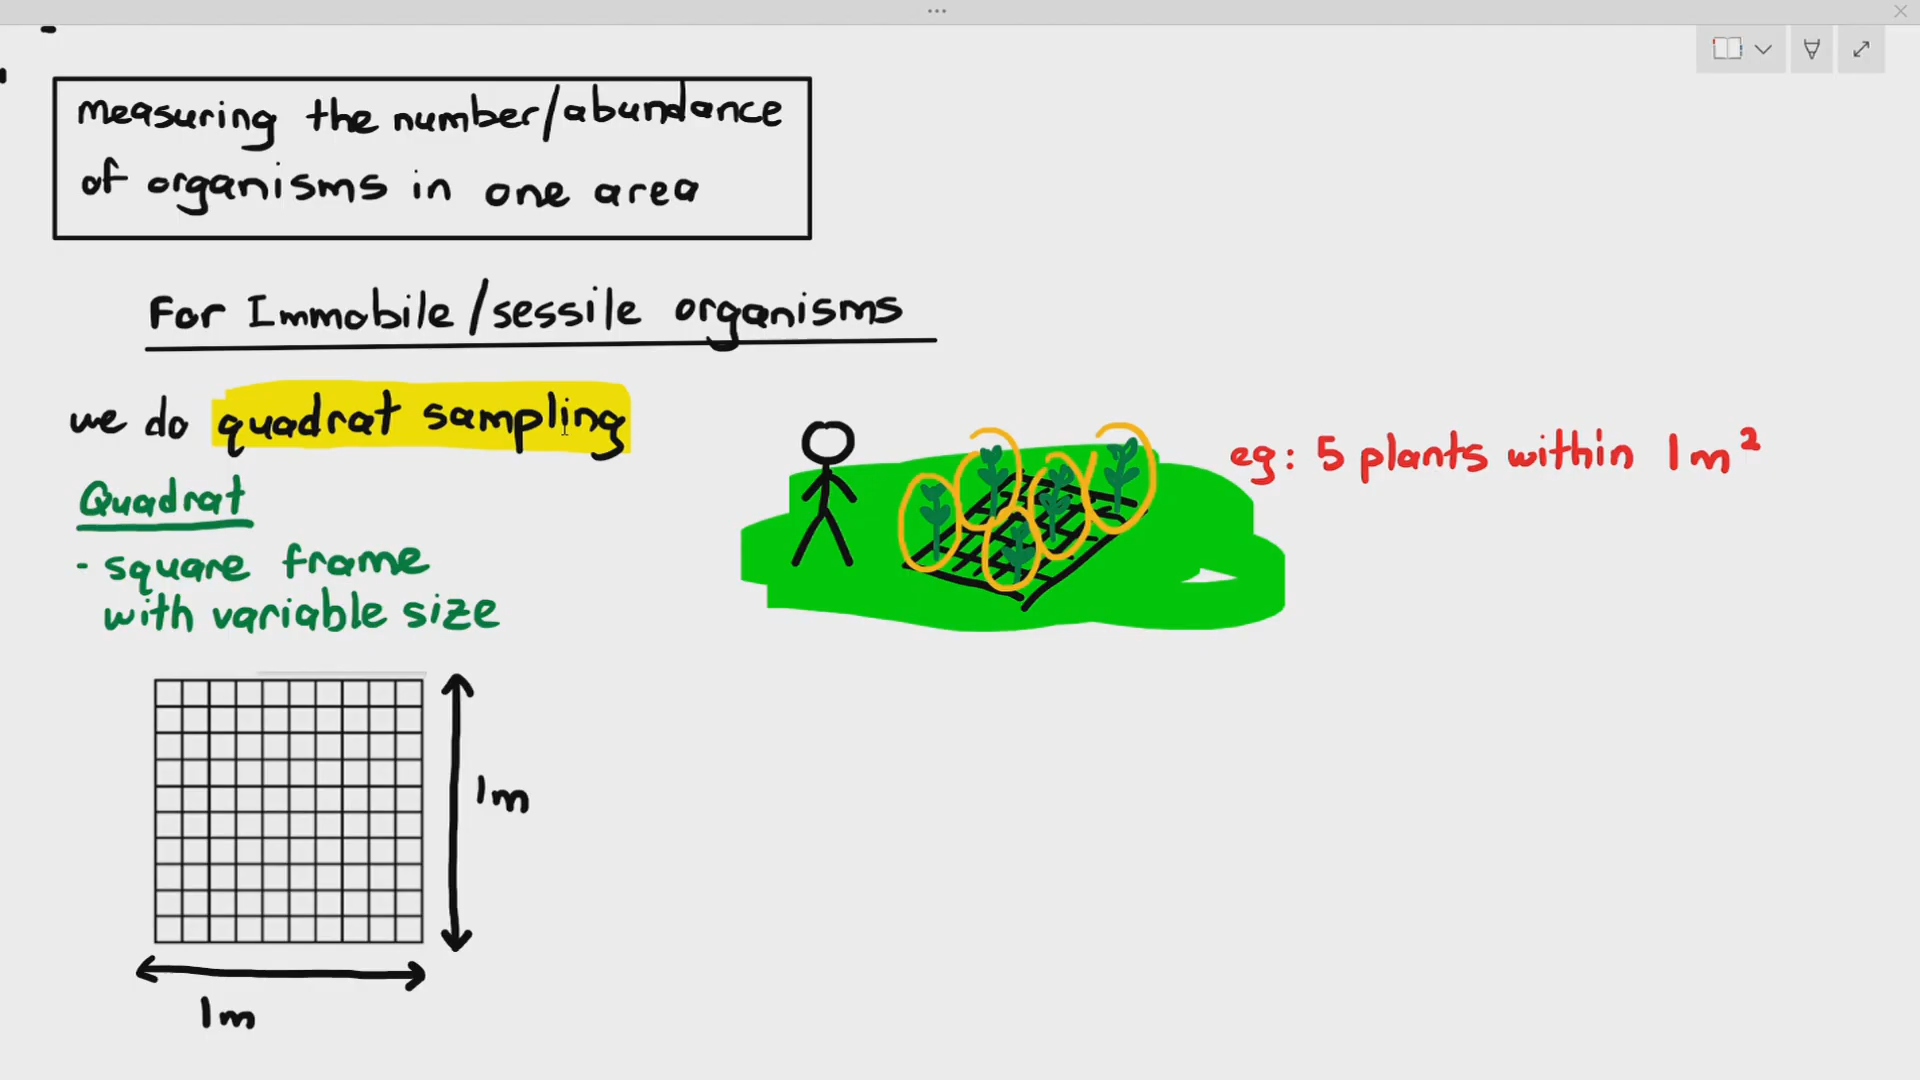 measuring the number/abundance
of organisms in one area
For Immobile/sessile organisms
we do quadrat sampling
Quadrat
- square frame
with variable size
eg: 5 plants within 1m²
1m
1m